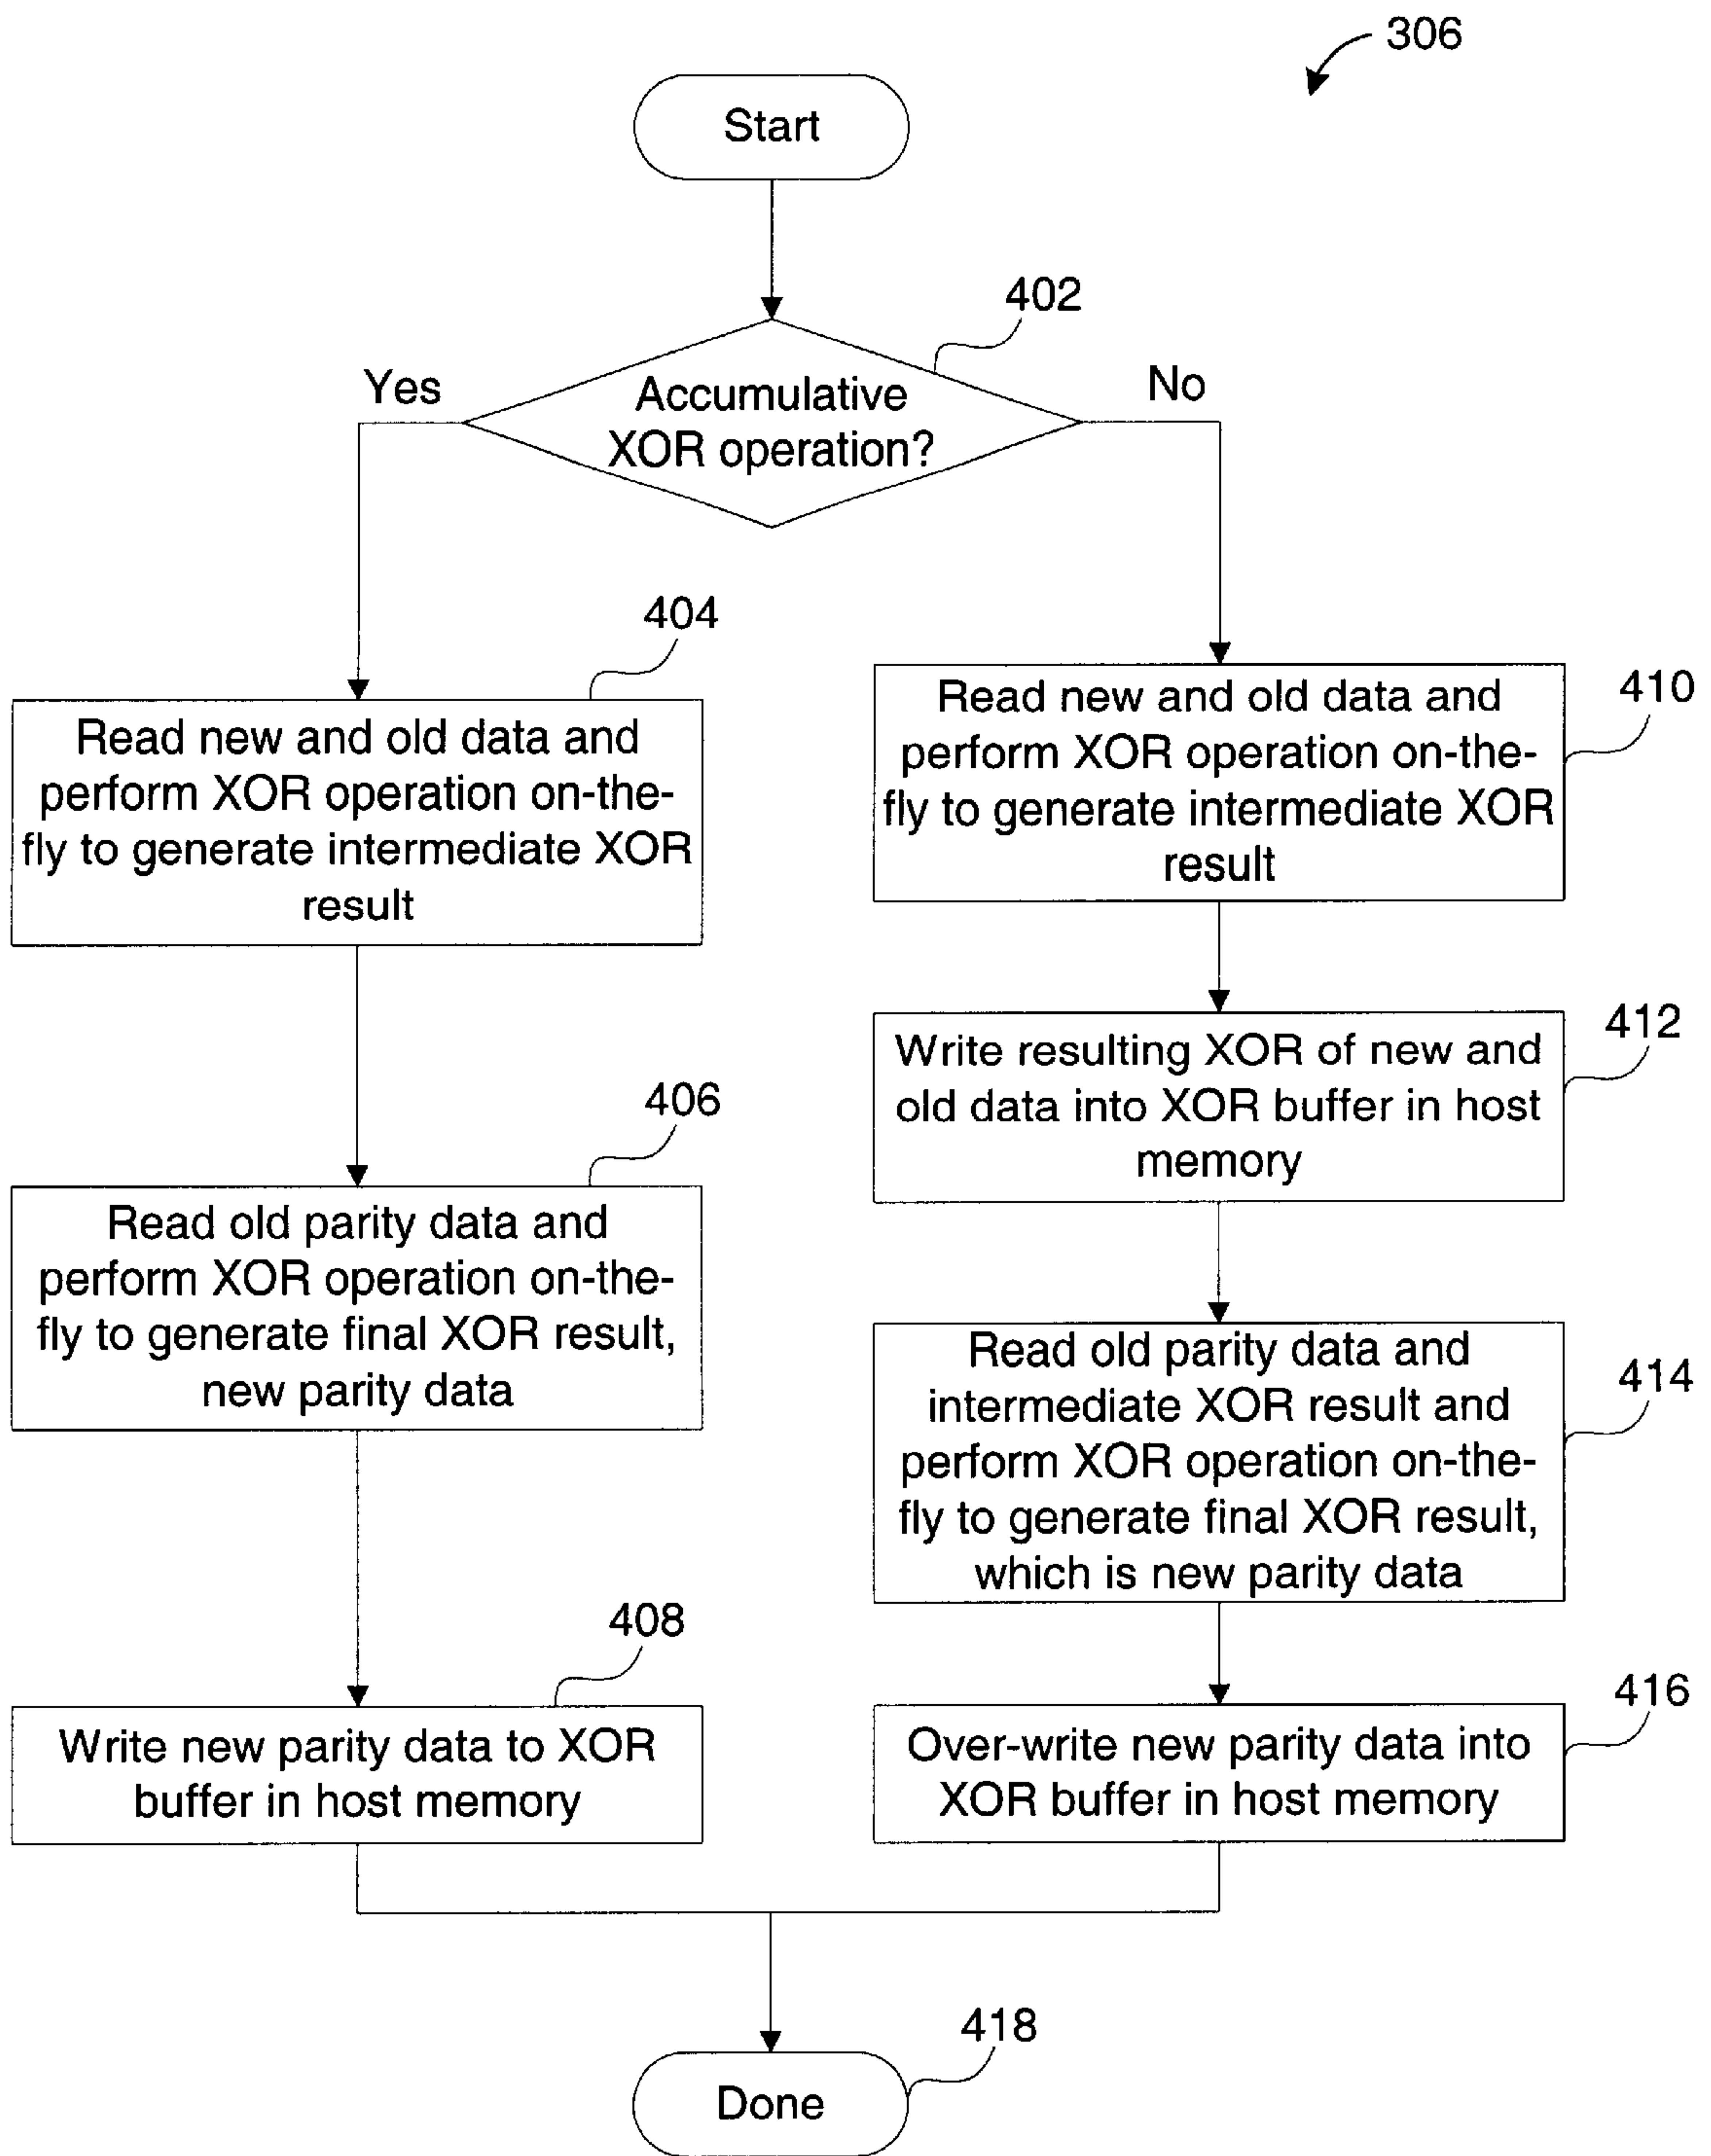 306
Start
402
Yes
No
Accumulative
XOR operation?
404
Read new and old data and
perform XOR operation on-the-
fly to generate intermediate XOR
result
410
Read new and old data and
perform XOR operation on-the-
fly to generate intermediate XOR
result
412
Write resulting XOR of new and
old data into XOR buffer in host
memory
406
Read old parity data and
perform XOR operation on-the-
fly to generate final XOR result,
new parity data
414
Read old parity data and
intermediate XOR result and
perform XOR operation on-the-
fly to generate final XOR result,
which is new parity data
408
Write new parity data to XOR
buffer in host memory
416
Over-write new parity data into
XOR buffer in host memory
418
Done